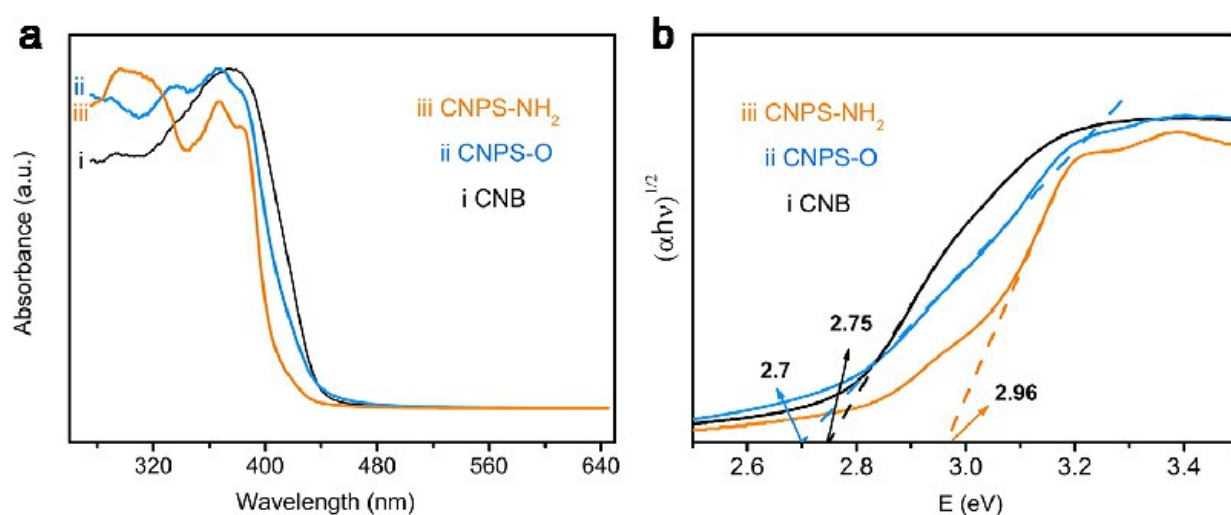 a
ii
iii
i
iii CNPS-NH2
ii CNPS-O
i CNB
Absorbance (a.u.)
320 400 480 560 640
Wavelength (nm)
b
iii CNPS-NH2
ii CNPS-O
i CNB
(αhν)1/2
2.75
2.7
2.96
2.6 2.8 3.0 3.2 3.4
E (eV)